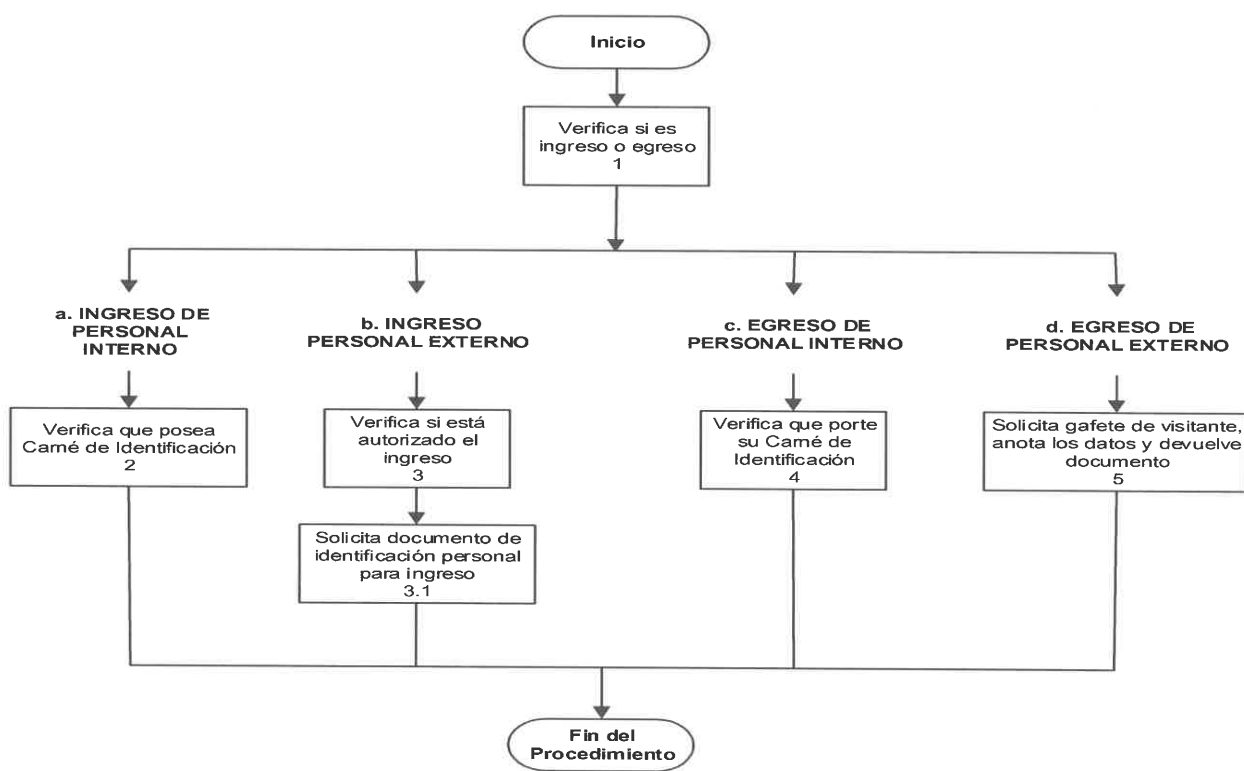 Inicio
Verifica si es
ingreso o egreso
1
a. INGRESO DE
PERSONAL
INTERNO
Verifica que posea
Carné de Identificación
2
b. INGRESO
PERSONAL EXTERNO
Verifica si está
autorizado el
ingreso
3
Solicita documento de
identificación personal
para ingreso
3.1
c. EGRESO DE
PERSONAL INTERNO
Verifica que porte
su Carné de
Identificación
4
d. EGRESO DE
PERSONAL EXTERNO
Solicita gafete de visitante,
anota los datos y devuelve
documento
5
Fin del
Procedimiento